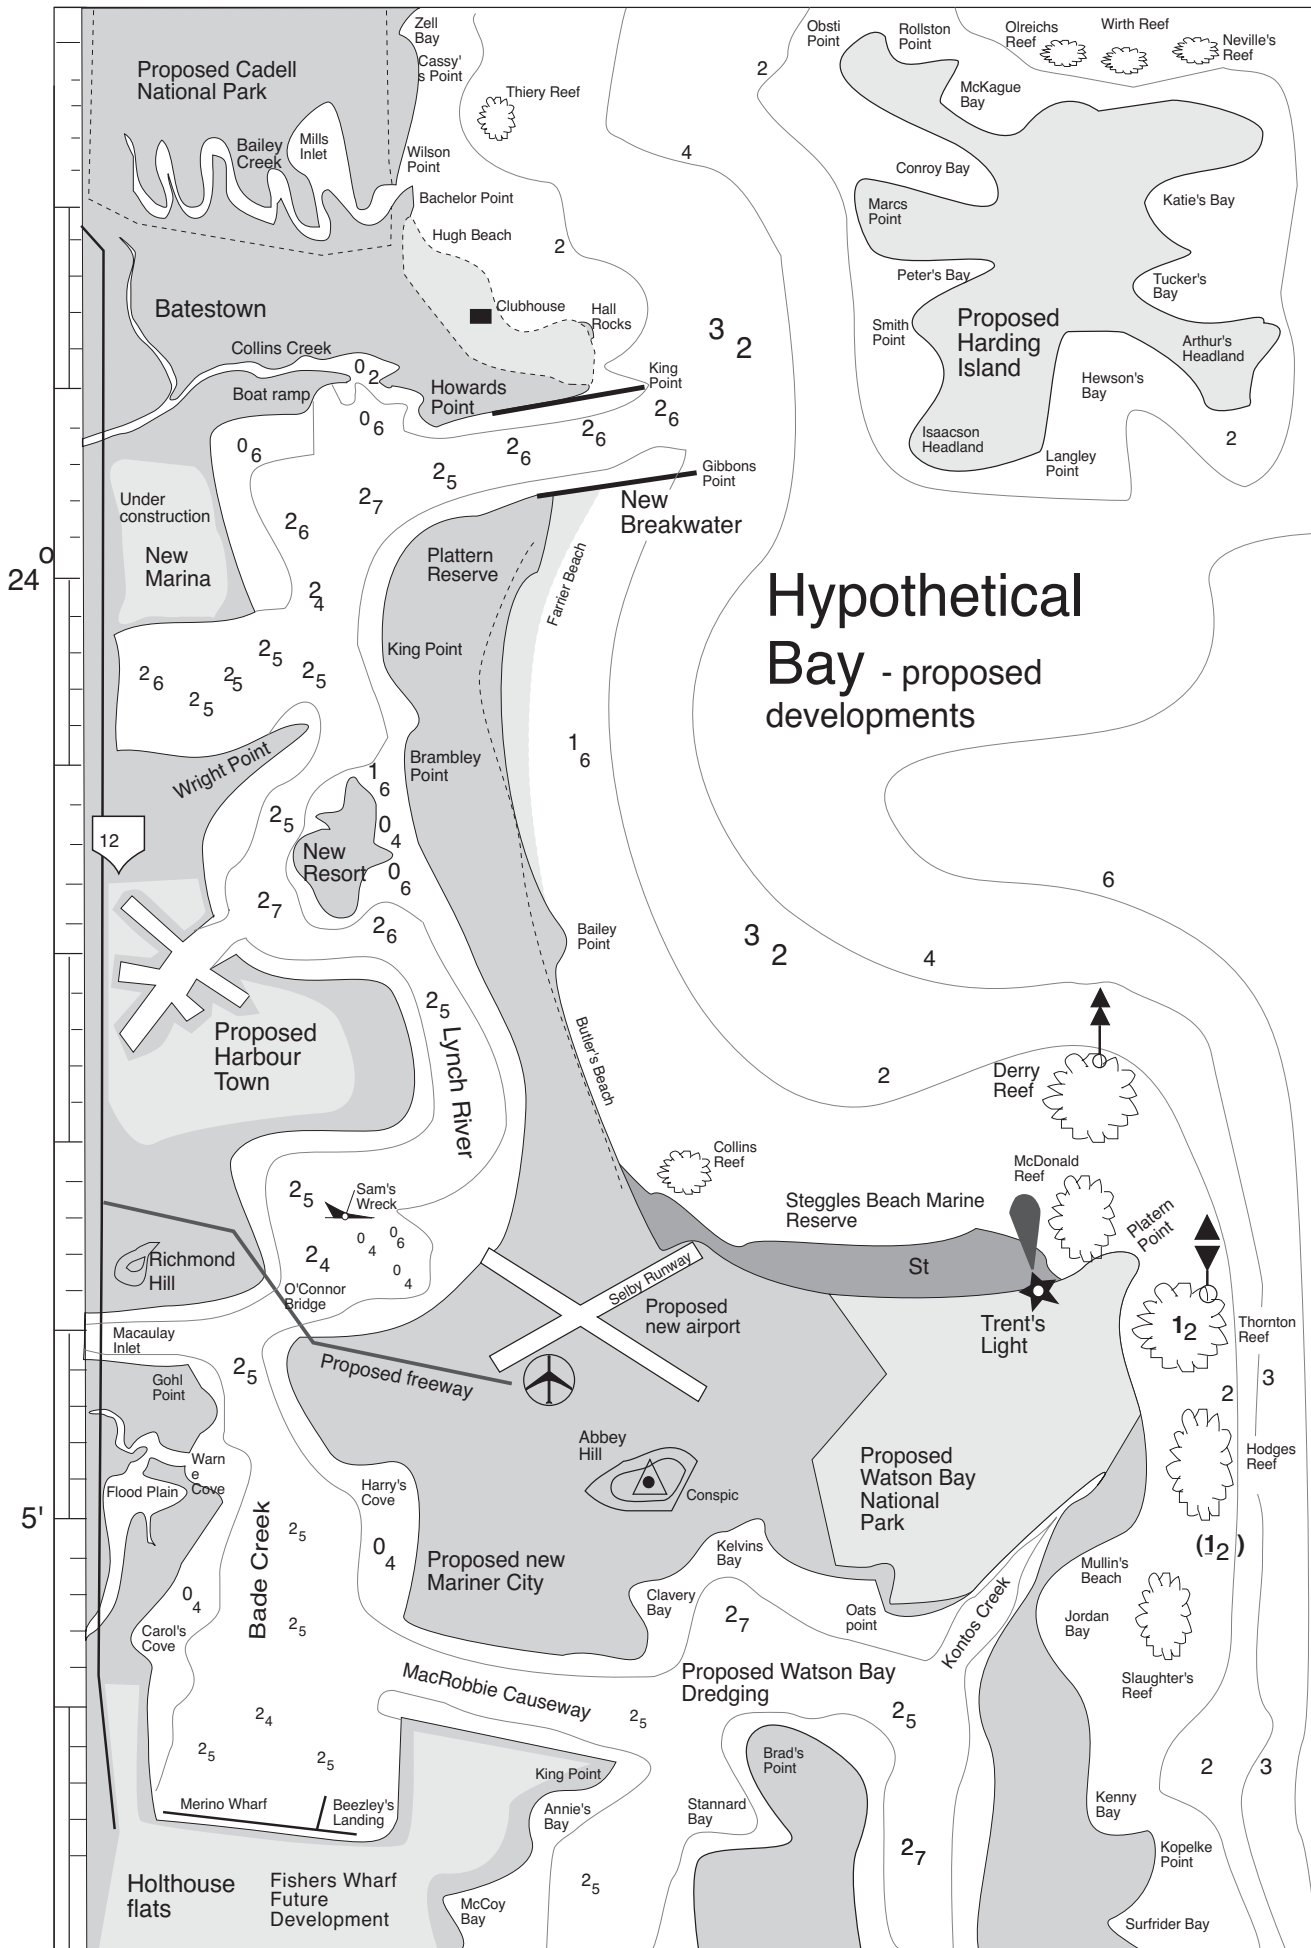 Zell
Bay
Cassy'
s Point
Proposed Cadell
National Park
Thiery Reef
Obsti
Point
Rollston
Point
Olreichs
Reef
Wirth Reef
Neville's
Reef
2
McKague
Bay
Bailey
Creek
Mills
Inlet
Wilson
Point
4
Conroy Bay
Bachelor Point
Marcs
Point
Katie's Bay
Hugh Beach
2
Peter's Bay
Tucker's
Bay
Batestown
Clubhouse
Hall
Rocks
3 2
Smith
Point
Proposed
Harding
Island
Arthur's
Headland
Collins Creek
0 2
Boat ramp
Howards
Point
King
Point
Hewson's
Bay
0 6
0 6
2 6
2 6
2 6
2 5
Isaacson
Headland
Langley
Point
2
Gibbons
Point
New
Breakwater
Under
construction
2 7
2 6
New
Marina
24 o
2 4
Plattern
Reserve
Farrier Beach
Hypothetical
Bay - proposed
developments
King Point
2 6
2 5
2 5
2 5
2 5
Wright Point
Brambley
Point
1 6
1 6
12
2 5
0 4
New
Resort
0 6
6
2 7
2 6
Bailey
Point
3 2
4
2 5
Lynch River
Proposed
Harbour
Town
Butler's Beach
2
Derry
Reef
Collins
Reef
McDonald
Reef
2 5
Sam's
Wreck
Steggles Beach Marine
Reserve
Platern
Point
0 4
0 6
0 4
2 4
Richmond
Hill
O'Connor
Bridge
Selby Runway
St
Proposed
new airport
Trent's
Light
1 2
Thornton
Reef
Macaulay
Inlet
2 5
Proposed freeway
Gohl
Point
3
2
Abbey
Hill
Conspic
Proposed
Watson Bay
National
Park
Hodges
Reef
Warn
e
Cove
Flood Plain
Harry's
Cove
5'
Bade Creek
2 5
0 4
Proposed new
Mariner City
Kelvins
Bay
(1 2)
Mullin's
Beach
Clavery
Bay
0 4
2 7
Oats
point
Kontos Creek
Jordan
Bay
Carol's
Cove
2 5
MacRobbie Causeway
Proposed Watson Bay
Dredging
Slaughter's
Reef
2 4
2 5
2 5
2 5
2 5
King Point
Brad's
Point
2
3
Merino Wharf
Beezley's
Landing
Annie's
Bay
Stannard
Bay
Kenny
Bay
2 7
Kopelke
Point
Holthouse
flats
Fishers Wharf
Future
Development
2 5
McCoy
Bay
Surfrider Bay